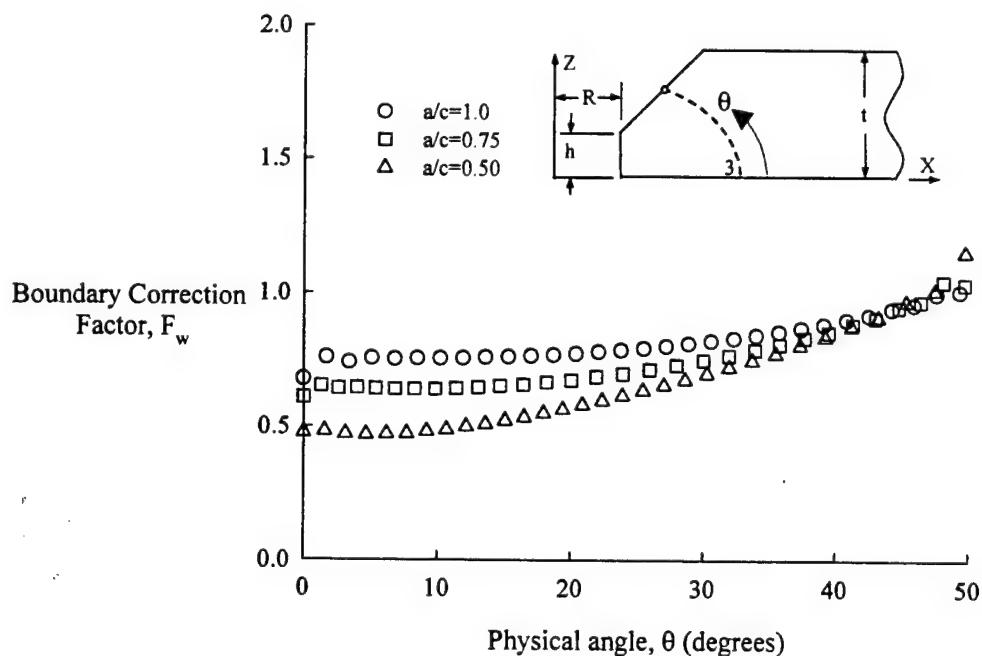 2.0
1.5
1.0
0.5
0.0
Boundary Correction
Factor, F_w
a/c=1.0
a/c=0.75
a/c=0.50
Z
R
h
θ
3
t
X
0
10
20
30
40
50
Physical angle, θ (degrees)